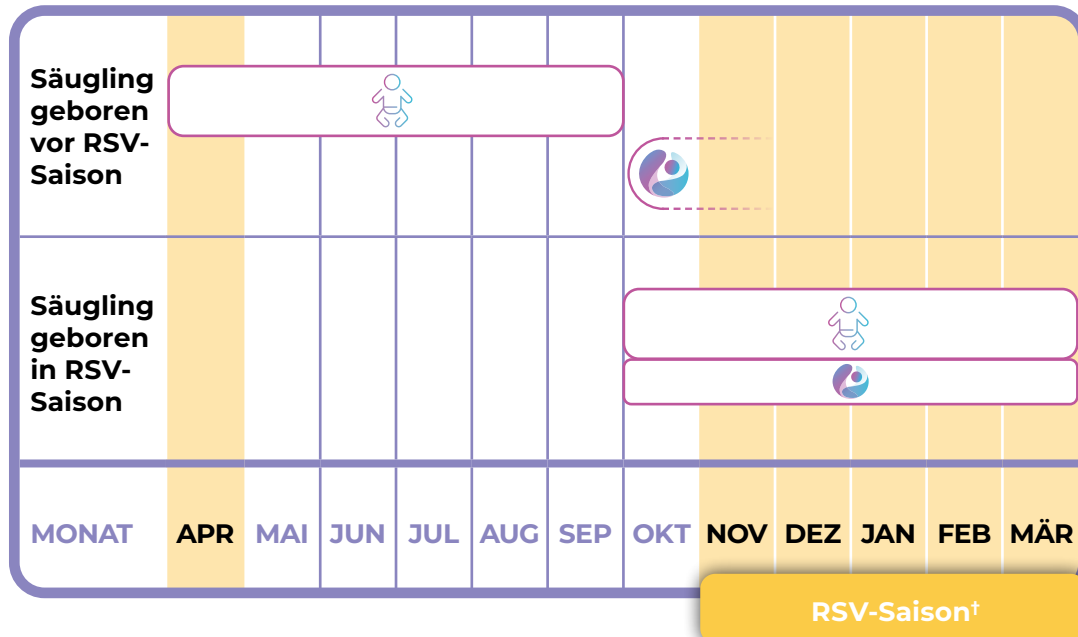 Säugling
geboren
vor RSV-
Saison
Säugling
geboren
in RSV-
Saison
MONAT APR MAI JUN JUL AUG SEP OKT NOV DEZ JAN FEB MÄR
RSV-Saison†